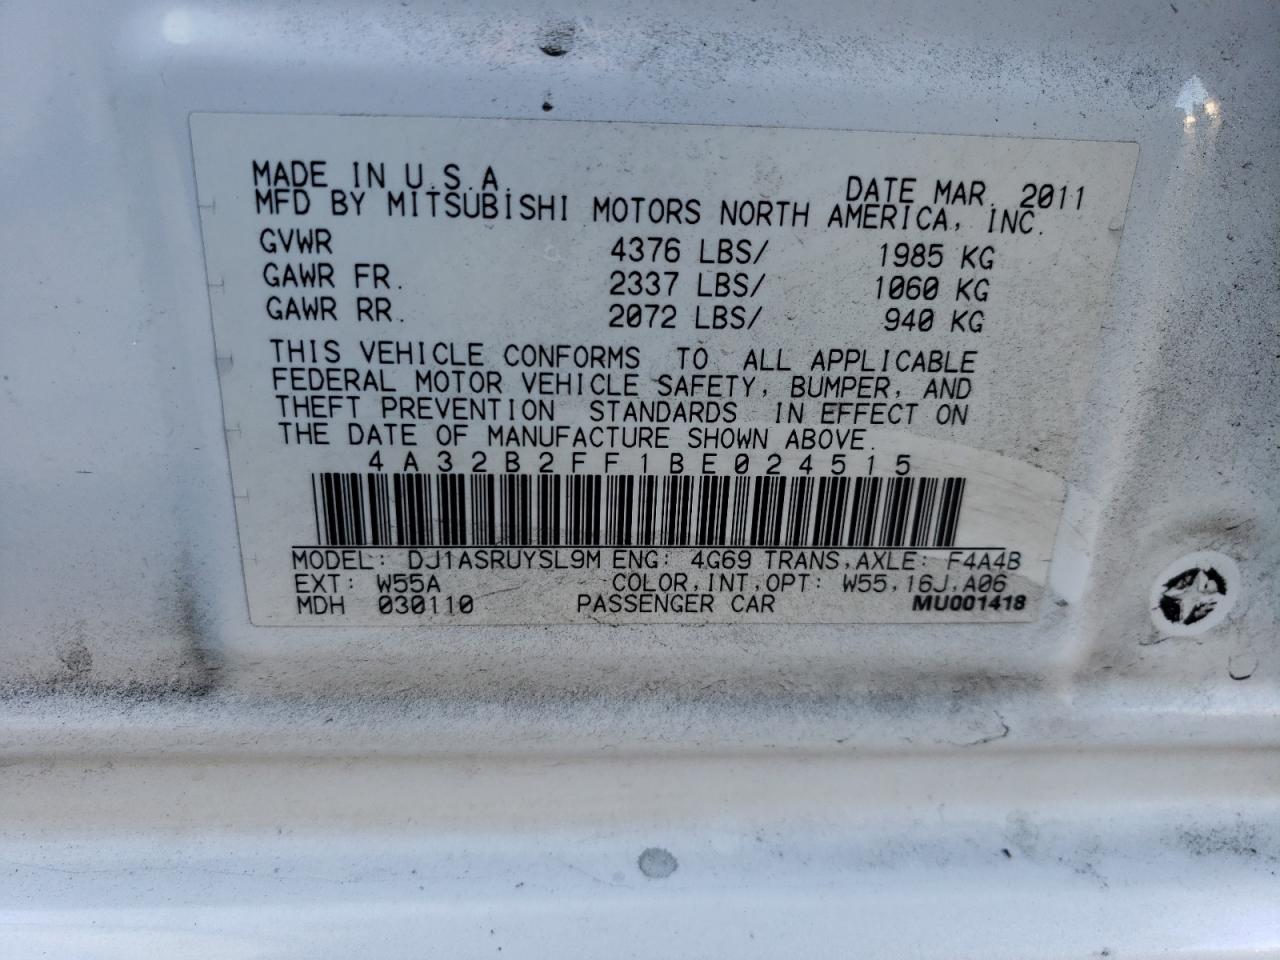 MADE IN U.S.A. DATE MAR. 2011
MFD BY MITSUBISHI MOTORS NORTH AMERICA, INC.
GVWR 4376 LBS/ 1985 KG
GAWR FR. 2337 LBS/ 1060 KG
GAWR RR. 2072 LBS/ 940 KG
THIS VEHICLE CONFORMS TO ALL APPLICABLE
FEDERAL MOTOR VEHICLE SAFETY, BUMPER, AND
THEFT PREVENTION STANDARDS IN EFFECT ON
THE DATE OF MANUFACTURE SHOWN ABOVE.
4A32B2FF1BE024515
MODEL: DJ1ASRUYSL9M ENG: 4G69 TRANS,AXLE: F4A4B
EXT: W55A COLOR,INT,OPT: W55,16J,A06
MDH 030110 PASSENGER CAR MU001418